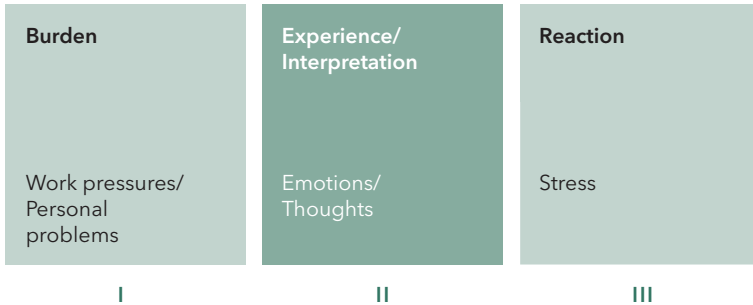 Burden
Work pressures/
Personal
problems
I
Experience/
Interpretation
Emotions/
Thoughts
II
Reaction
Stress
III